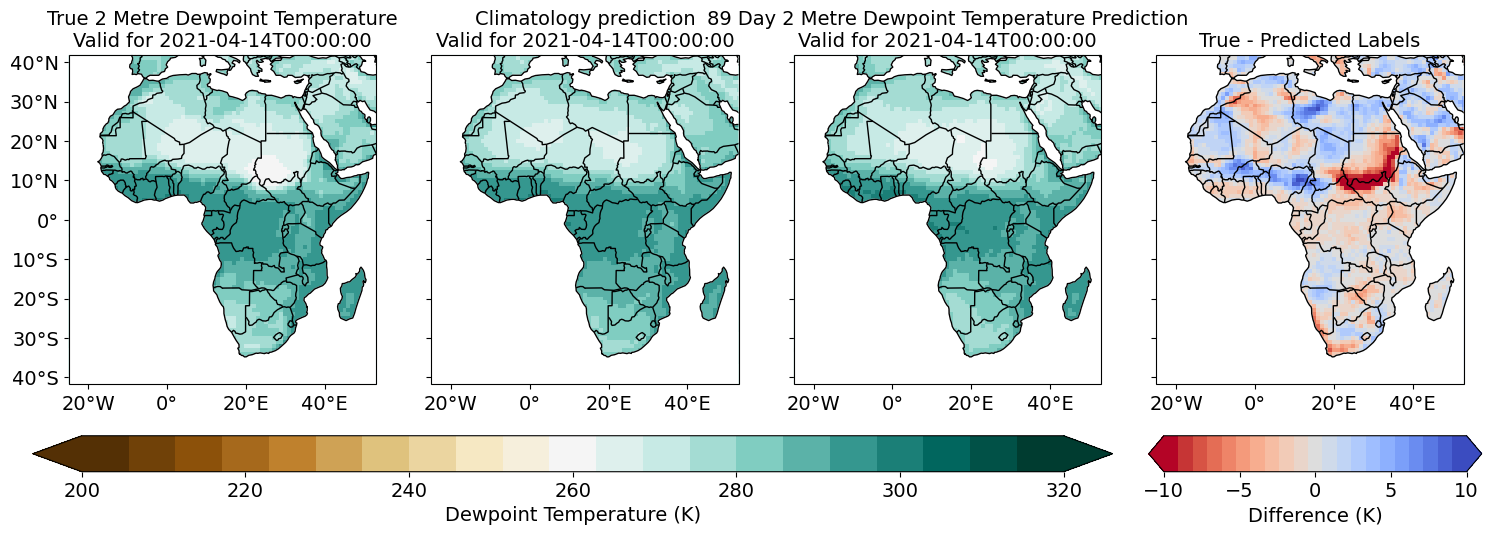 True 2 Metre Dewpoint Temperature
Valid for 2021-04-14T00:00:00
Climatology prediction  89 Day 2 Metre Dewpoint Temperature Prediction
Valid for 2021-04-14T00:00:00
Valid for 2021-04-14T00:00:00
True - Predicted Labels
40°N
30°N
20°N
10°N
0°
10°S
20°S
30°S
40°S
20°W 0° 20°E 40°E
20°W 0° 20°E 40°E
20°W 0° 20°E 40°E
20°W 0° 20°E 40°E
200 220 240 260 280 300 320
Dewpoint Temperature (K)
−10 −5 0 5 10
Difference (K)